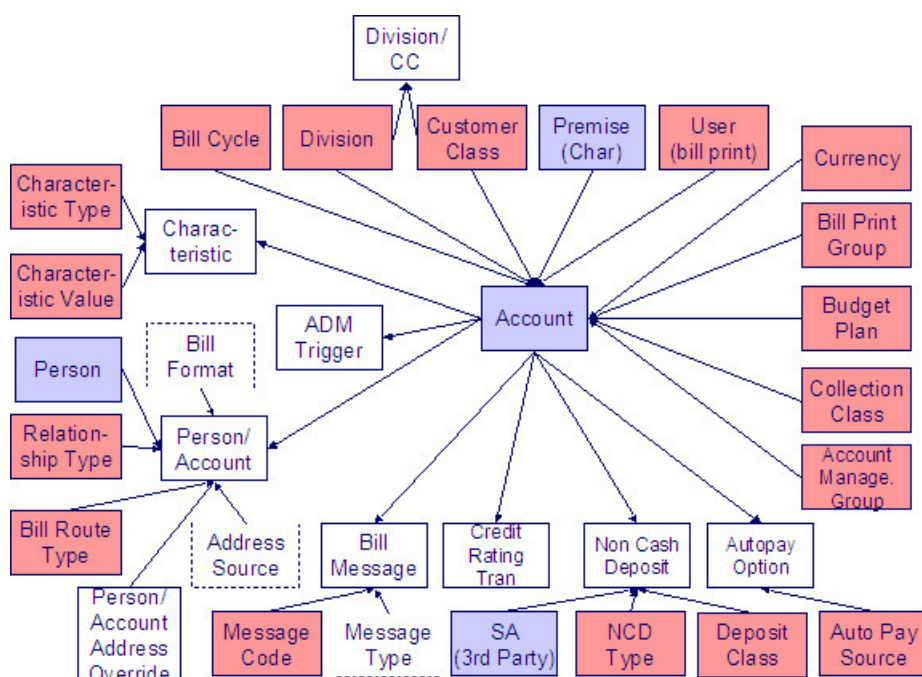 Division/
CC
Bill Cycle
Division
Customer
Class
Premise
(Char)
User
(bill print)
Currency
Character-
istic Type
Charac-
teristic
Bill Print
Group
Character-
istic Value
ADM
Trigger
Account
Budget
Plan
Person
Bill
Format
Collection
Class
Relation-
ship Type
Person/
Account
Account
Manage.
Group
Bill Route
Type
Address
Source
Bill
Message
Credit
Rating
Tran
Non Cash
Deposit
Autopay
Option
Person/
Account
Address
Override
Message
Code
Message
Type
SA
(3rd Party)
NCD
Type
Deposit
Class
Auto Pay
Source